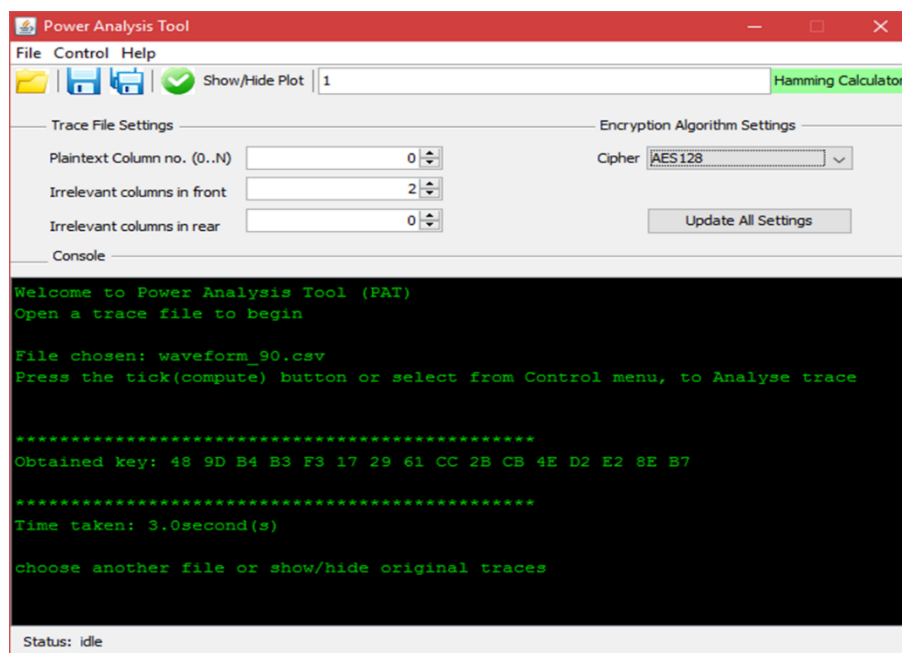 Power Analysis Tool
File Control Help
Show/Hide Plot 1 Hamming Calculator
Trace File Settings
Encryption Algorithm Settings
Plaintext Column no. (0..N) 0
Cipher AES128
Irrelevant columns in front 2
Irrelevant columns in rear 0
Update All Settings
Console
Welcome to Power Analysis Tool (PAT)
Open a trace file to begin
File chosen: waveform_90.csv
Press the tick(compute) button or select from Control menu, to Analyse trace
***********************************************
Obtained key: 48 9D B4 B3 F3 17 29 61 CC 2B CB 4E D2 E2 8E B7
***********************************************
Time taken: 3.0second(s)
choose another file or show/hide original traces
Status: idle